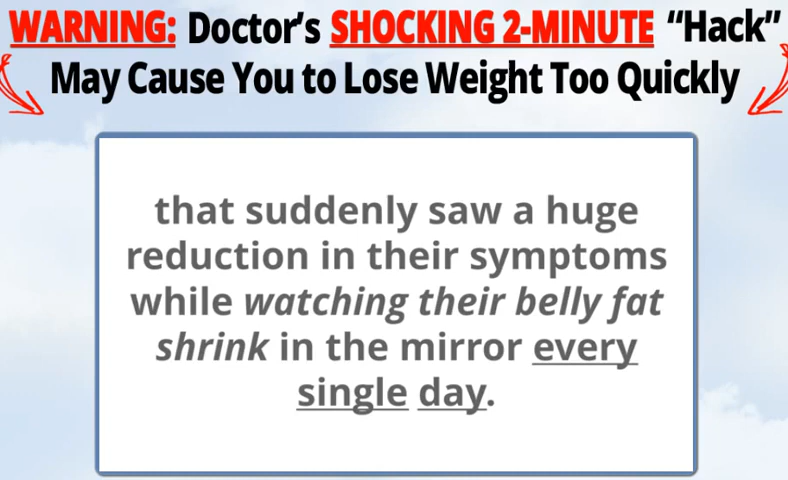 WARNING: Doctor's SHOCKING 2-MINUTE “Hack”
May Cause You to Lose Weight Too Quickly
that suddenly saw a huge
reduction in their symptoms
while watching their belly fat
shrink in the mirror every
single day.